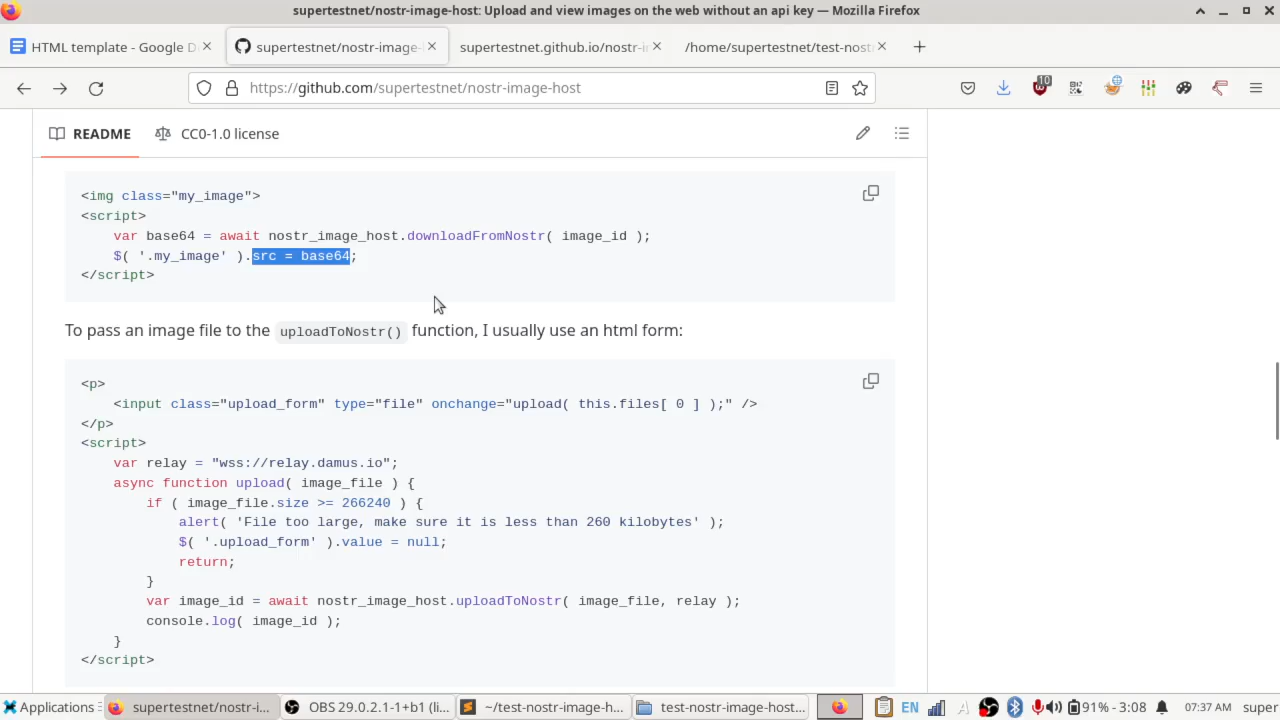 supertestnet/nostr-image-host: Upload and view images on the web without an api key — Mozilla Firefox
HTML template - Google D
supertestnet/nostr-image-
supertestnet.github.io/nostr-i
/home/supertestnet/test-nost
https://github.com/supertestnet/nostr-image-host
10
README
CC0-1.0 license
<img class="my_image">
<script>
var base64 = await nostr_image_host.downloadFromNostr( image_id );
$( '.my_image' ).src = base64;
</script>
To pass an image file to the uploadToNostr() function, I usually use an html form:
<p>
<input class="upload_form" type="file" onchange="upload( this.files[ 0 ] );" />
</p>
<script>
var relay = "wss://relay.damus.io";
async function upload( image_file ) {
if ( image_file.size >= 266240 ) {
alert( 'File too large, make sure it is less than 260 kilobytes' );
$( '.upload_form' ).value = null;
return;
}
var image_id = await nostr_image_host.uploadToNostr( image_file, relay );
console.log( image_id );
}
</script>
Applications
supertestnet/nostr-i...
OBS 29.0.2.1-1+b1 (li...
~/test-nostr-image-h...
test-nostr-image-host...
EN
A
91% - 3:08
07:37 AM
super